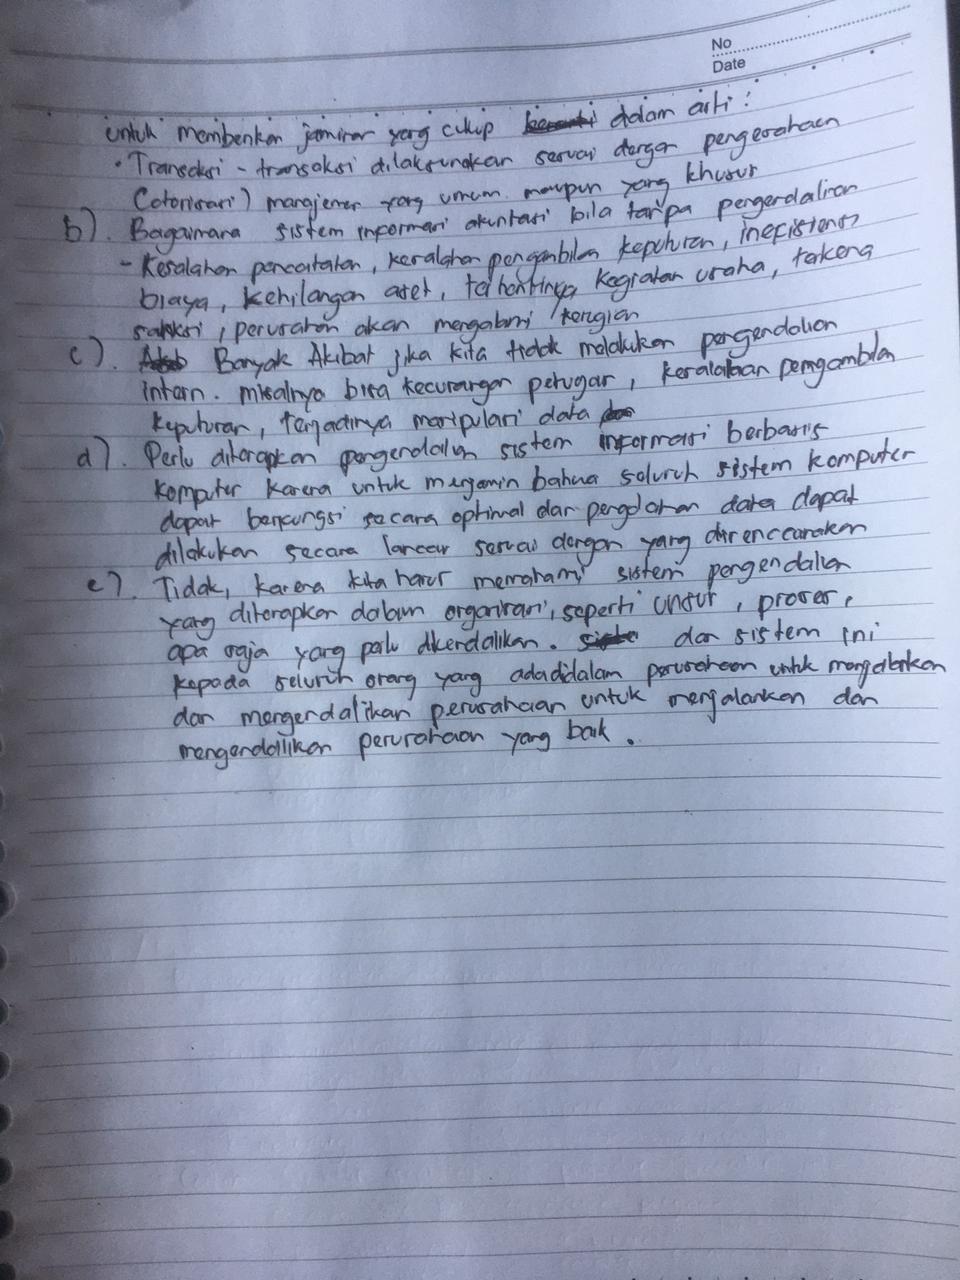 No
Date
untuk memberikan jaminan yang cukup dalam arti :
• Transaksi - transaksi dilaksanakan sesuai dengan pengesahaan
(otorisasi) manajemen yang umum maupun yang khusus
b). Bagaimana sistem informasi akuntasi bila tanpa pengendalian
- Kesalahan pencatatan, kesalahan pengambilan keputusan, inefistensi
biaya, kehilangan aset, terhentinya kegiatan usaha, takena
sanksi, perusahan akan mengalami kerugian
c). Banyak Akibat jika kita tidak melakukan pengendalian
intern. misalnya bisa kecurangan petugas, kesalahan pengambilan
keputusan, terjadinya manipulasi data
d). Perlu diterapkan pengendalian sistem informasi berbasis
komputer karena untuk menjamin bahwa seluruh sistem komputer
dapat berfungsi secara optimal dan pengolahan data dapat
dilakukan secara lancar sesuai dengan yang direncanakan
e). Tidak, karena kita harus memahami sistem pengendalian
yang diterapkan dalam organisasi, seperti unsur, proses,
apa saja yang perlu dikendalikan. dan sistem ini
kepada seluruh orang yang ada didalam perusahaan untuk menjalankan
dan mengendalikan perusahaan untuk menjalankan dan
mengendalikan perusahaan yang baik.